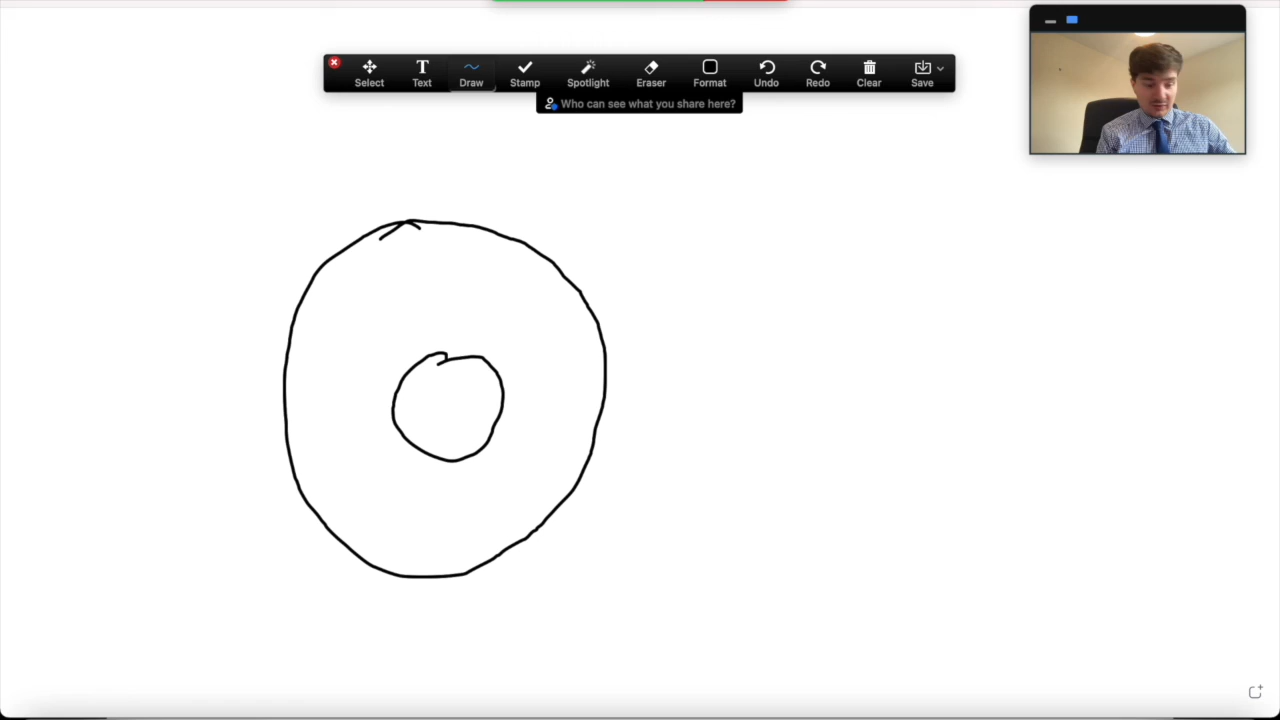 Select Text Draw Stamp Spotlight Eraser Format Undo Redo Clear Save
Who can see what you share here?